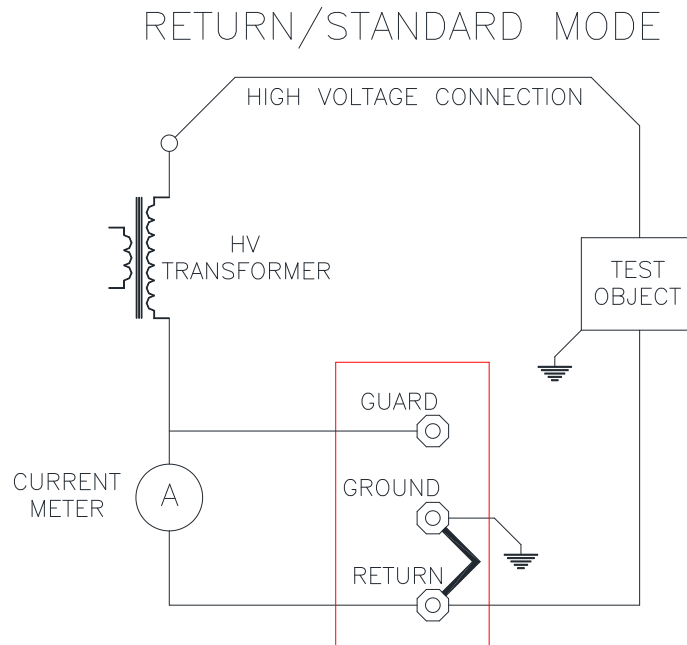 RETURN/STANDARD MODE
HIGH VOLTAGE CONNECTION
HV
TRANSFORMER
TEST
OBJECT
GUARD
CURRENT
METER
A
GROUND
RETURN